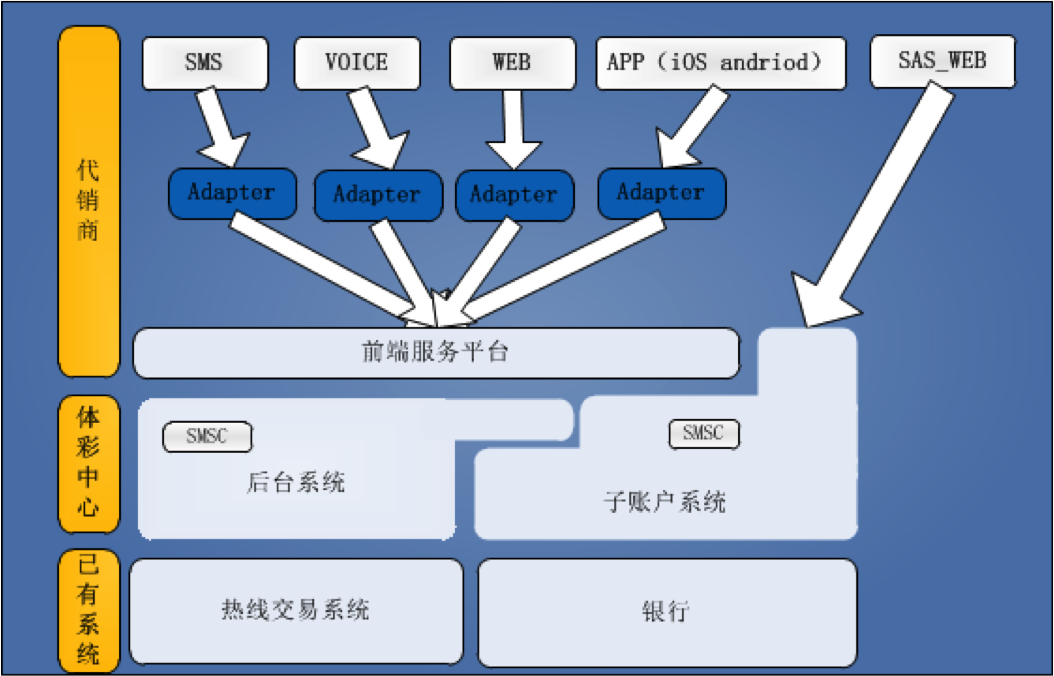 SMS
VOICE
WEB
APP（iOS andriod）
SAS_WEB
代销商
Adapter
Adapter
Adapter
Adapter
前端服务平台
体彩中心
SMSC
后台系统
SMSC
子账户系统
已有系统
热线交易系统
银行